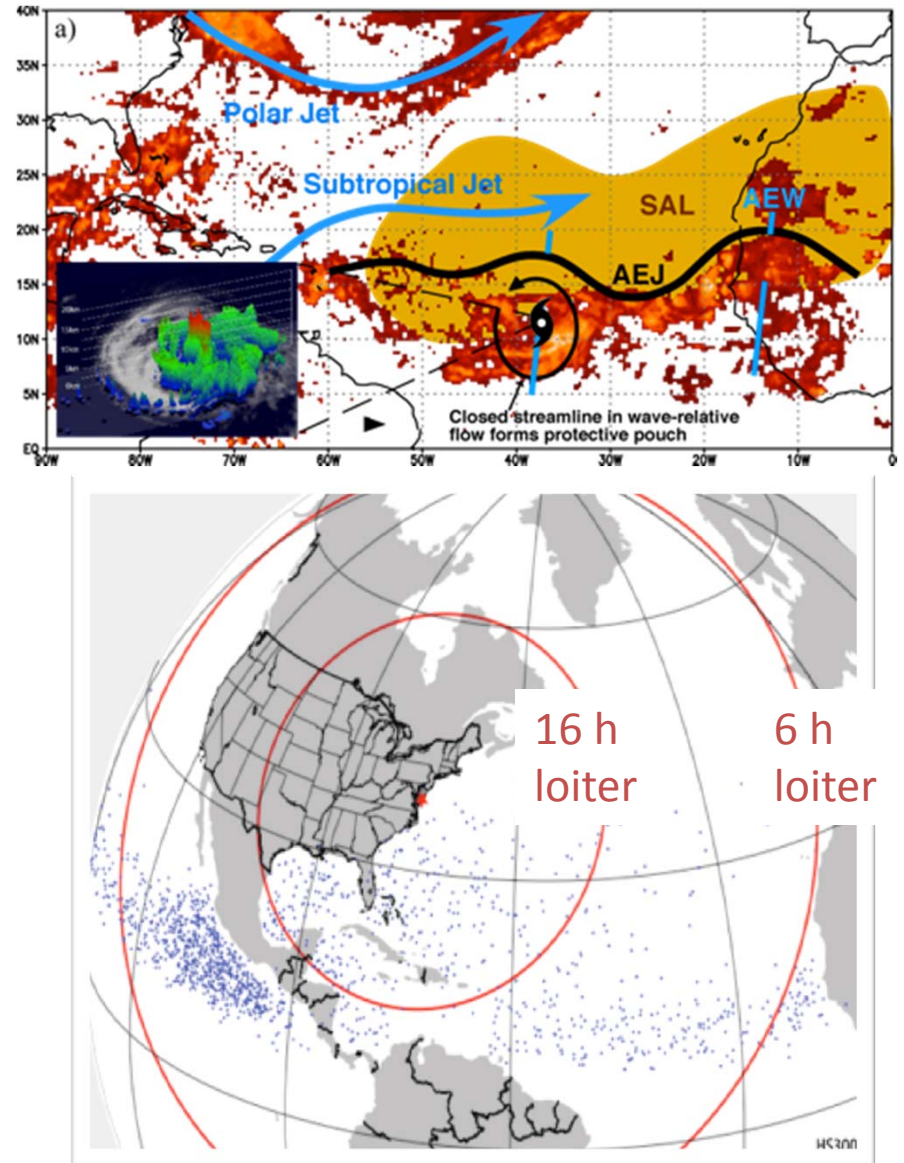 a)
40N
35N
30N
25N
20N
15N
10N
5N
EQ
Polar Jet
Subtropical Jet
SAL
AEW
AEJ
Closed streamline in wave-relative
flow forms protective pouch
90W 80W 70W 60W 50W 40W 30W 20W 10W 0
16 h
loiter
6 h
loiter